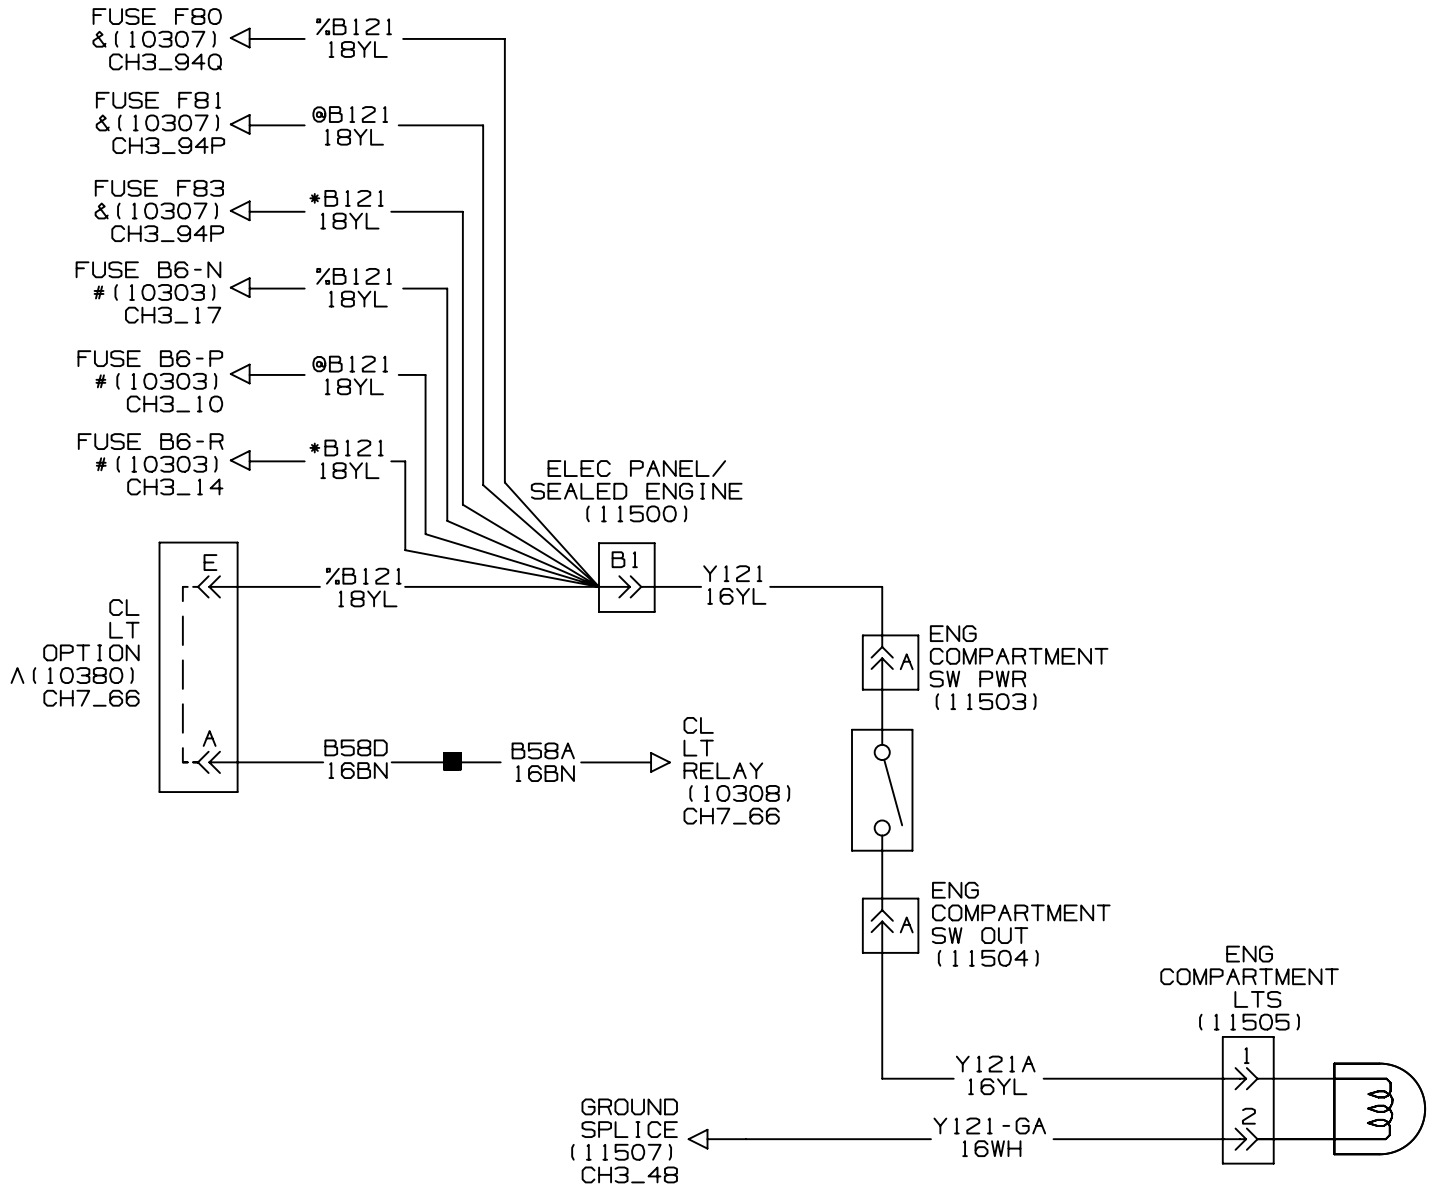 FUSE F80
&(10307)
CH3_94Q
%B121
18YL
FUSE F81
&(10307)
CH3_94P
@B121
18YL
FUSE F83
&(10307)
CH3_94P
*B121
18YL
FUSE B6-N
#(10303)
CH3_17
%B121
18YL
FUSE B6-P
#(10303)
CH3_10
@B121
18YL
FUSE B6-R
#(10303)
CH3_14
*B121
18YL
ELEC PANEL/
SEALED ENGINE
(11500)
B1
Y121
16YL
E
%B121
18YL
CL
LT
OPTION
Λ(10380)
CH7_66
A
B58D
16BN
B58A
16BN
CL
LT
RELAY
(10308)
CH7_66
ENG
COMPARTMENT
SW PWR
(11503)
A
ENG
COMPARTMENT
SW OUT
(11504)
A
ENG
COMPARTMENT
LTS
(11505)
1
Y121A
16YL
2
Y121-GA
16WH
GROUND
SPLICE
(11507)
CH3_48